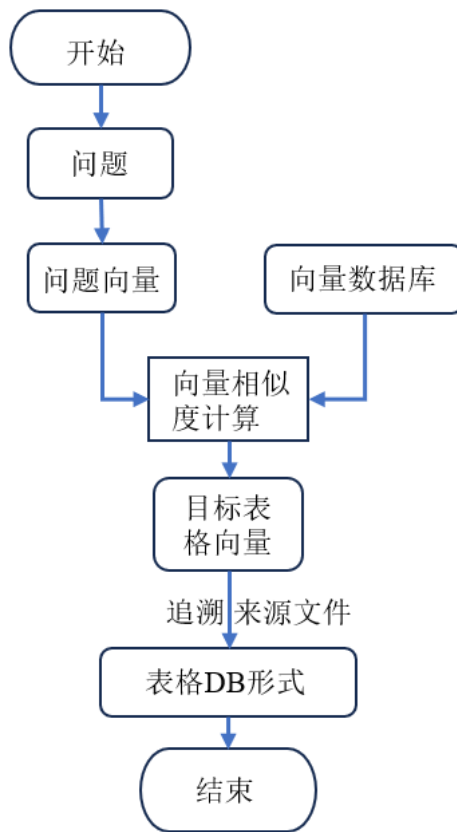 开始
问题
问题向量
向量数据库
向量相似
度计算
目标表
格向量
追溯来源文件
表格DB形式
结束